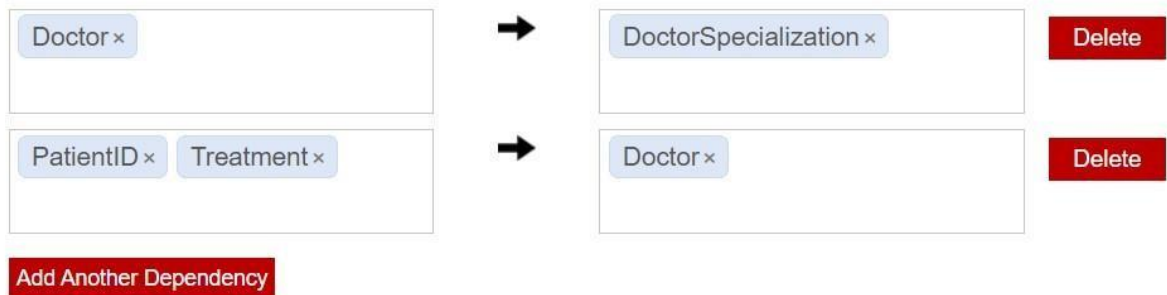 Doctor × DoctorSpecialization × Delete
PatientID × Treatment × Doctor × Delete
Add Another Dependency